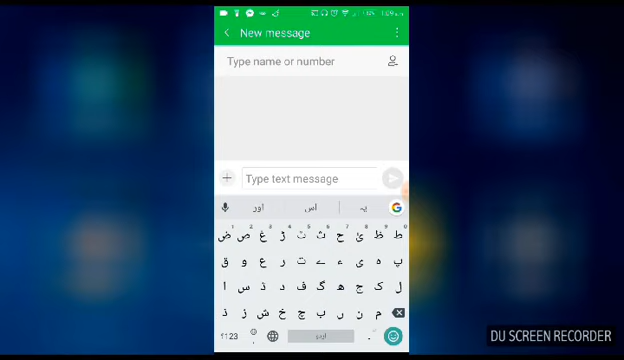 New message
Type name or number
Type text message
اور
اس
یہ
ض ص غ ڑ ٹ ث ح ئ ظ ط
ق و ع ر ت ے ء ی ہ پ
ا س ڈ د ف گ ھ ج ک ل
ذ ز ش خ چ ب ں ن م
?123
اردو
DU SCREEN RECORDER